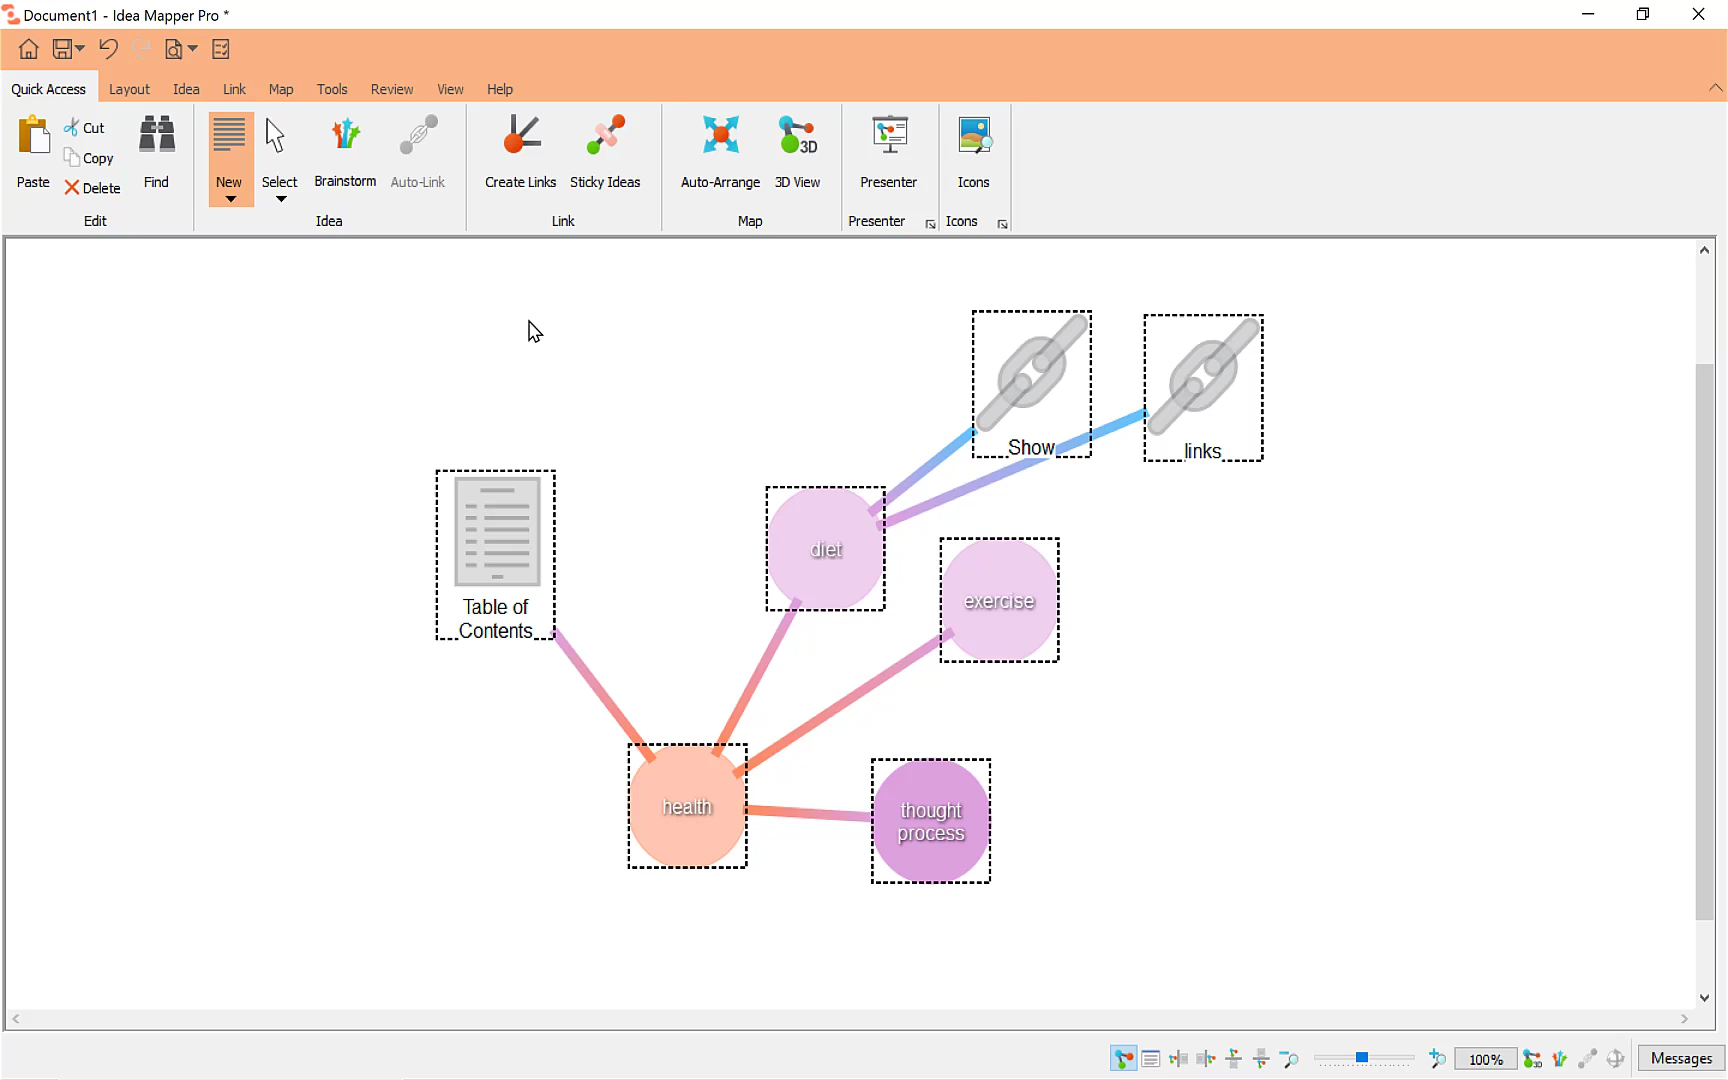 Document1 - Idea Mapper Pro *
Quick Access Layout Idea Link Map Tools Review View Help
Paste Cut Copy Delete Find
New Select Brainstorm Auto-Link
Create Links Sticky Ideas
Auto-Arrange 3D 3D View
Presenter
Icons
Edit Idea Link Map Presenter Icons
Show
links
diet
exercise
Table of
Contents
health
thought
process
3D
100%
Messages